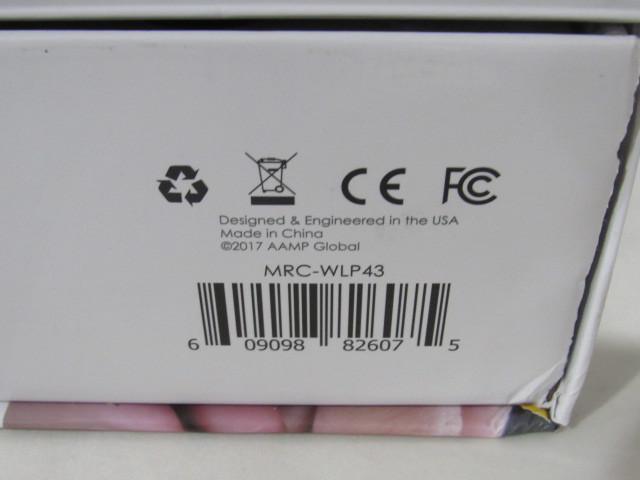 CE FC
Designed & Engineered in the USA
Made in China
©2017 AAMP Global
MRC-WLP43
6 09098 82607 5